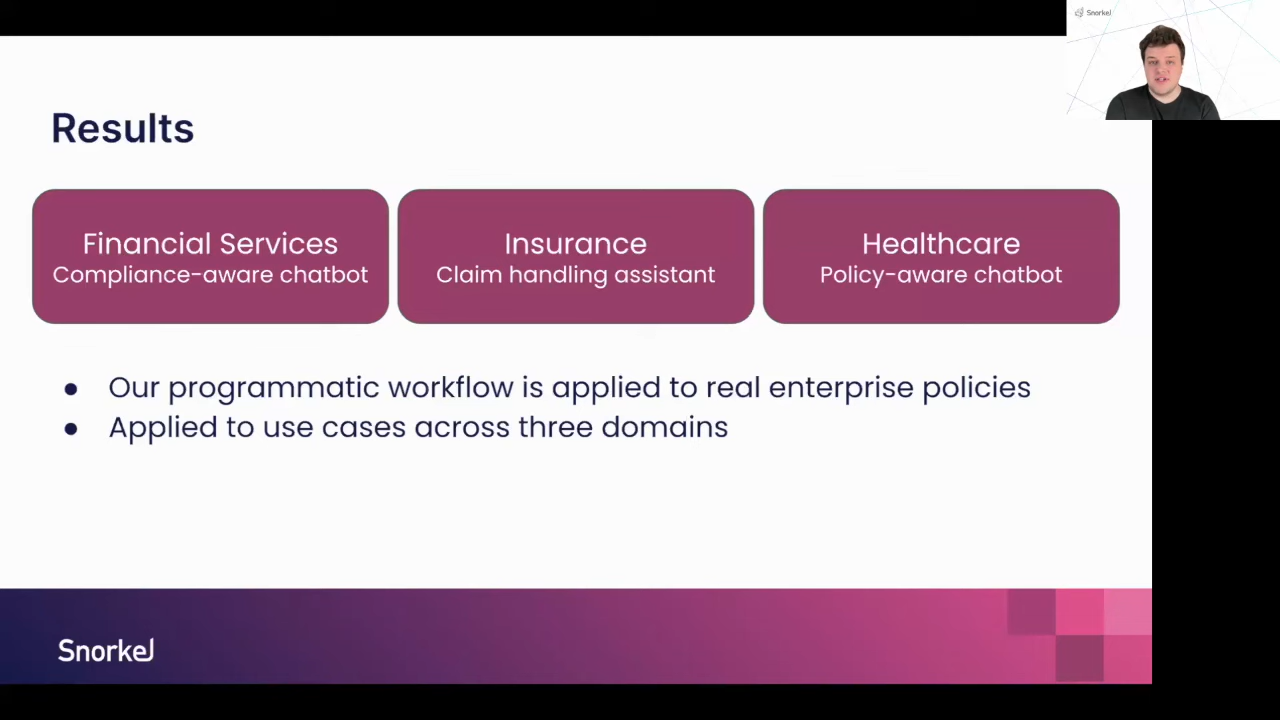 Snorkel
Results
Financial Services
Compliance-aware chatbot
Insurance
Claim handling assistant
Healthcare
Policy-aware chatbot
● Our programmatic workflow is applied to real enterprise policies
● Applied to use cases across three domains
Snorkel